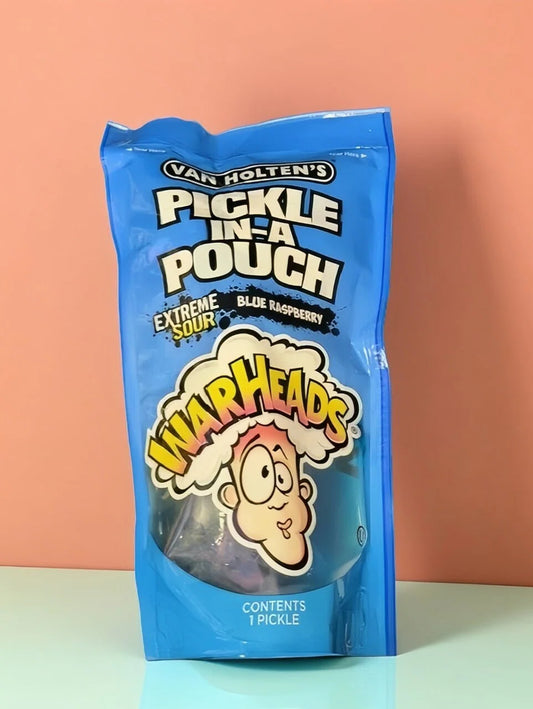 VAN HOLTEN'S
PICKLE
IN-A
POUCH
EXTREME
SOUR
BLUE RASPBERRY
WARHEADS®
CONTENTS
1 PICKLE